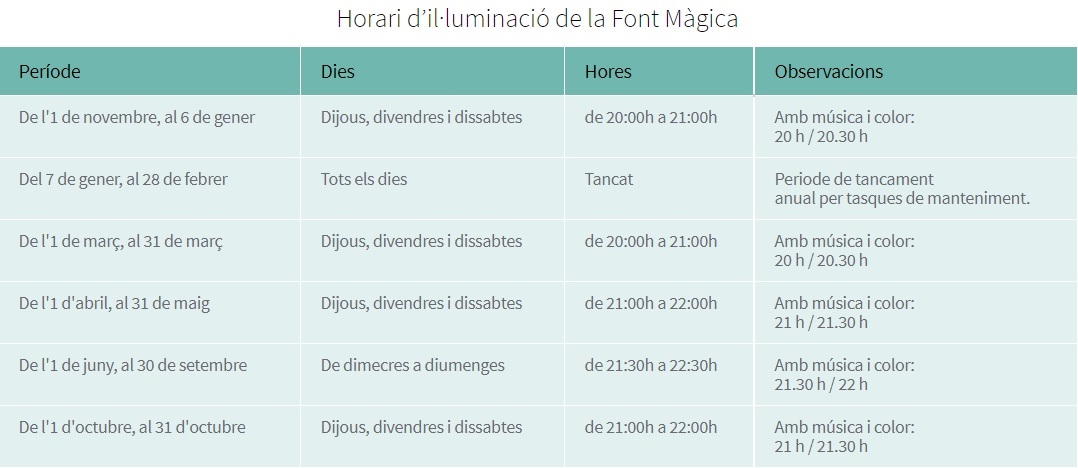 Horari d’il·luminació de la Font Màgica
Període Dies Hores Observacions
De l'1 de novembre, al 6 de gener Dijous, divendres i dissabtes de 20:00h a 21:00h Amb música i color:
20 h / 20.30 h
Del 7 de gener, al 28 de febrer Tots els dies Tancat Periode de tancament
anual per tasques de manteniment.
De l'1 de març, al 31 de març Dijous, divendres i dissabtes de 20:00h a 21:00h Amb música i color:
20 h / 20.30 h
De l'1 d'abril, al 31 de maig Dijous, divendres i dissabtes de 21:00h a 22:00h Amb música i color:
21 h / 21.30 h
De l'1 de juny, al 30 de setembre De dimecres a diumenges de 21:30h a 22:30h Amb música i color:
21.30 h / 22 h
De l'1 d'octubre, al 31 d'octubre Dijous, divendres i dissabtes de 21:00h a 22:00h Amb música i color:
21 h / 21.30 h